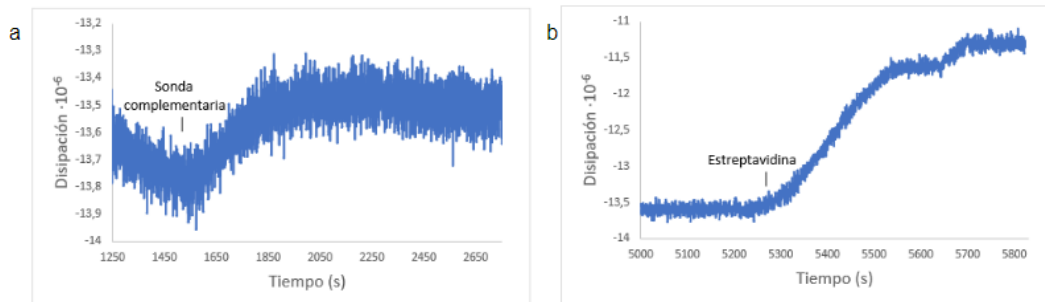 a
-13,2
-13,3
-13,4
-13,5
-13,6
-13,7
-13,8
-13,9
-14
Disipación ·10⁻⁶
Sonda
complementaria
1250 1450 1650 1850 2050 2250 2450 2650
Tiempo (s)
b
-11
-11,5
-12
-12,5
-13
-13,5
-14
Disipación ·10⁻⁶
Estreptavidina
5000 5100 5200 5300 5400 5500 5600 5700 5800
Tiempo (s)